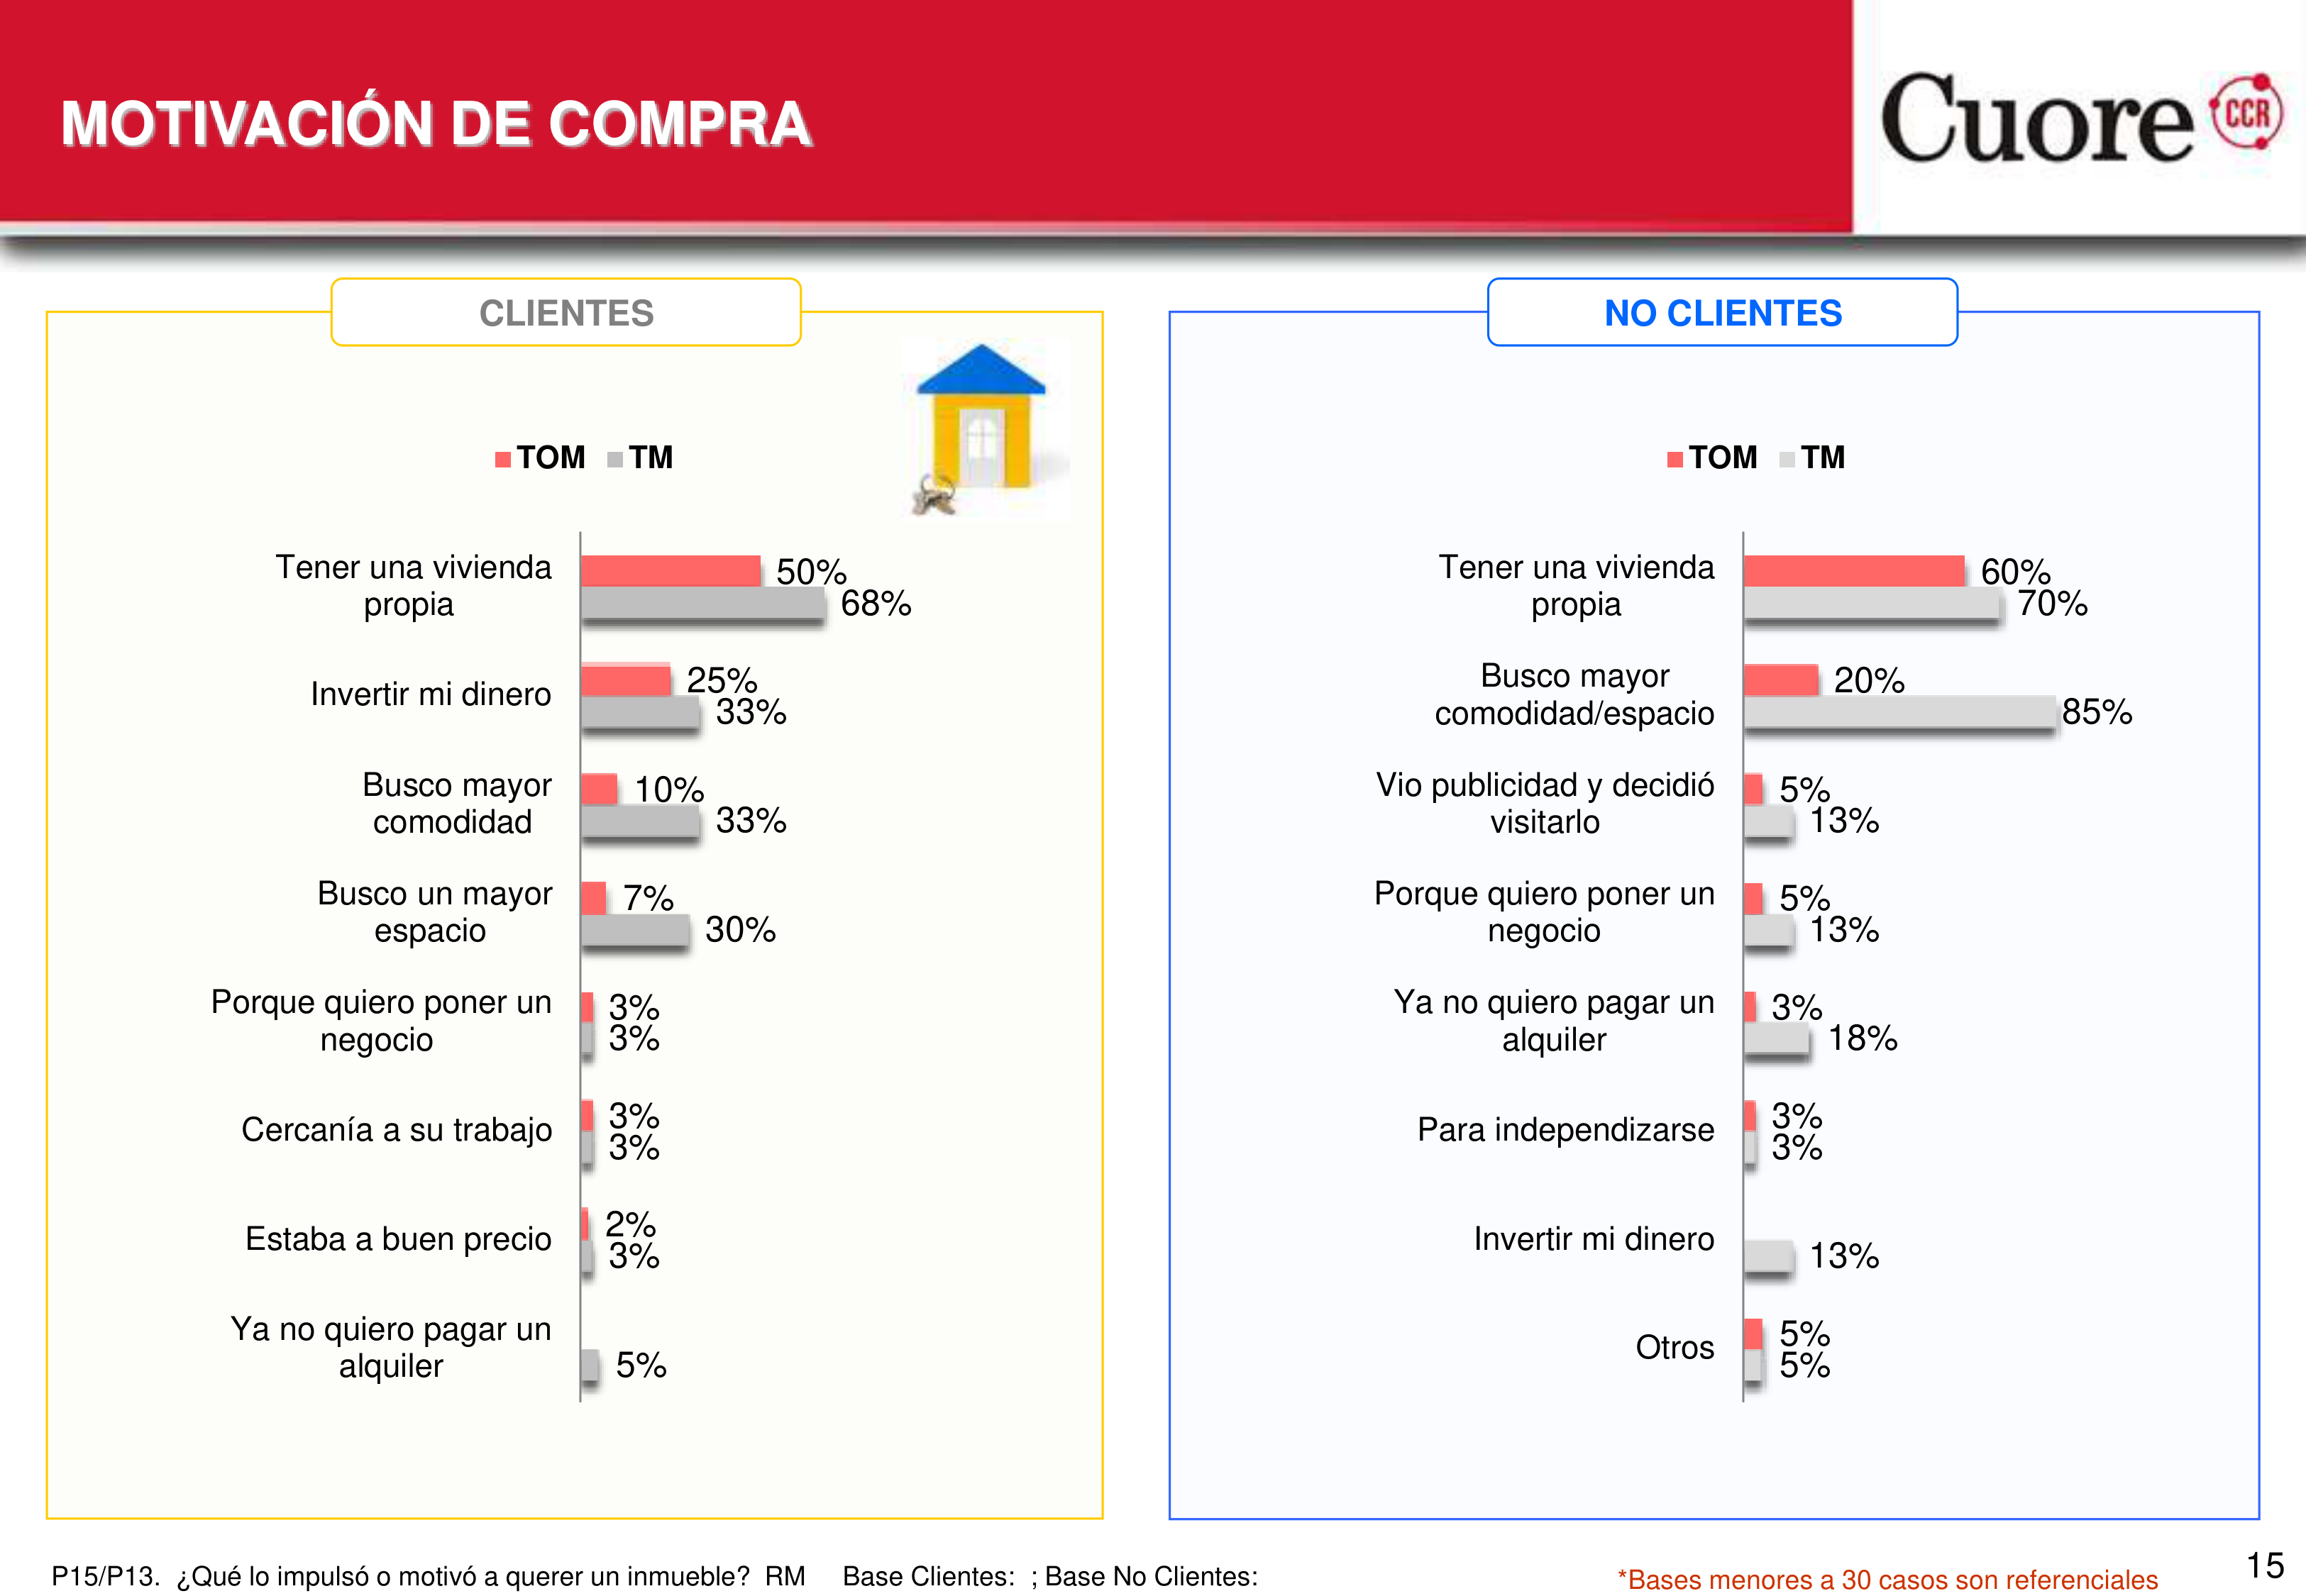 MOTIVACIÓN DE COMPRA
Cuore CCR
CLIENTES
TOM TM
Tener una vivienda
propia
50%
68%
Invertir mi dinero
25%
33%
Busco mayor
comodidad
10%
33%
Busco un mayor
espacio
7%
30%
Porque quiero poner un
negocio
3%
3%
Cercanía a su trabajo
3%
3%
Estaba a buen precio
2%
3%
Ya no quiero pagar un
alquiler
5%
NO CLIENTES
TOM TM
Tener una vivienda
propia
60%
70%
Busco mayor
comodidad/espacio
20%
85%
Vio publicidad y decidió
visitarlo
5%
13%
Porque quiero poner un
negocio
5%
13%
Ya no quiero pagar un
alquiler
3%
18%
Para independizarse
3%
3%
Invertir mi dinero
13%
Otros
5%
5%
P15/P13. ¿Qué lo impulsó o motivó a querer un inmueble? RM Base Clientes: ; Base No Clientes:
*Bases menores a 30 casos son referenciales
15